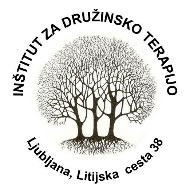 INŠTITUT ZA DRUŽINSKO TERAPIJO
Ljubljana, Litijska cesta 38